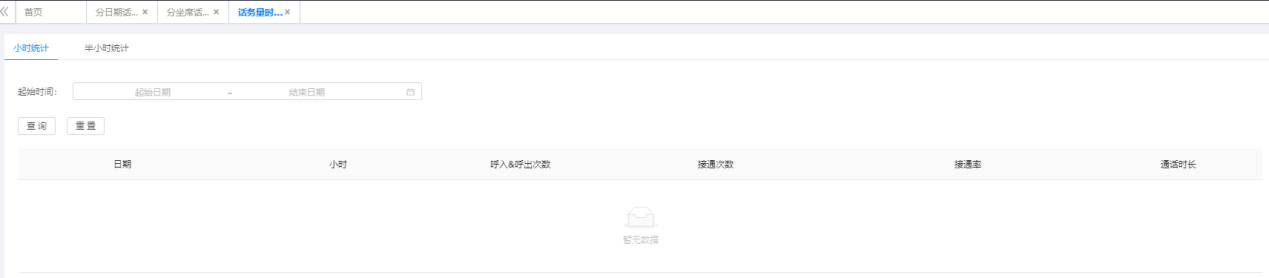 首页 分日期话... × 分坐席话... × 话务量时... ×
小时统计 半小时统计
起始时间： 起始日期 ~ 结束日期
查 询 重 置
日期 小时 呼入&呼出次数 接通次数 接通率 通话时长
暂无数据